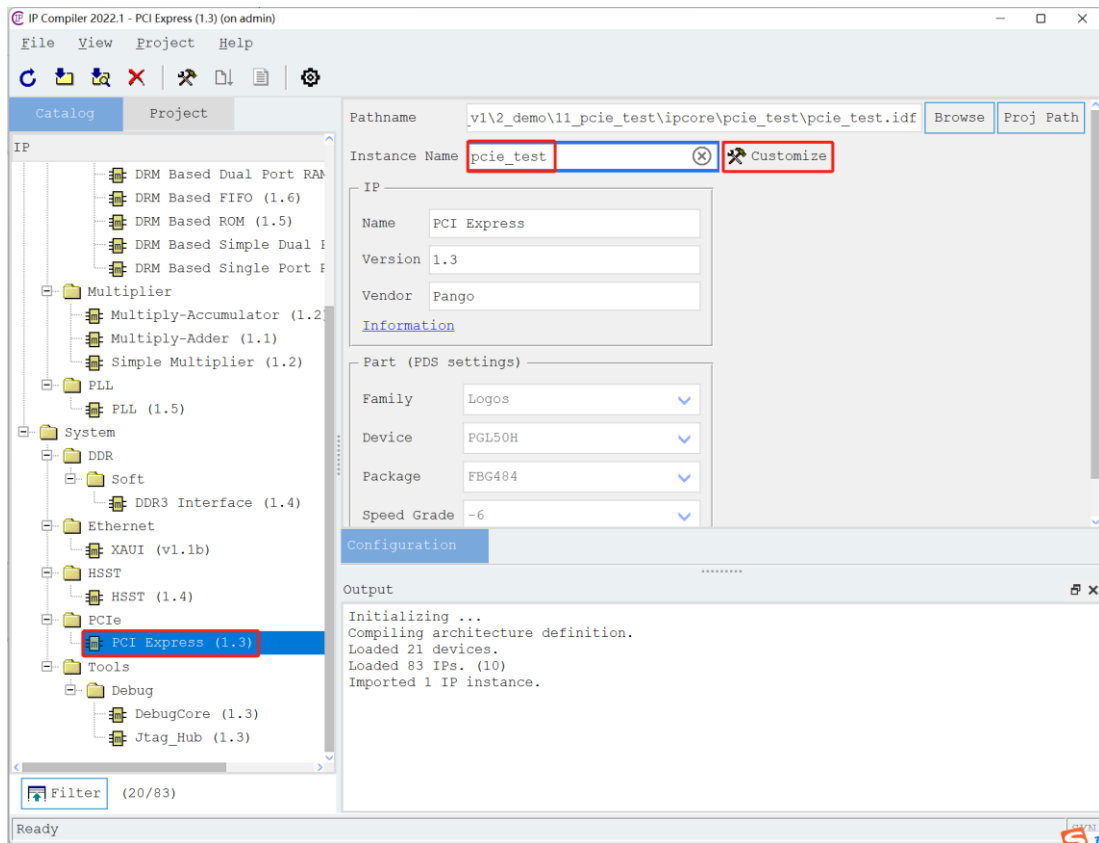 IP Compiler 2022.1 - PCI Express (1.3) (on admin)
File View Project Help
Catalog Project
IP
DRM Based Dual Port RAM
DRM Based FIFO (1.6)
DRM Based ROM (1.5)
DRM Based Simple Dual
DRM Based Single Port
Multiplier
Multiply-Accumulator (1.2)
Multiply-Adder (1.1)
Simple Multiplier (1.2)
PLL
PLL (1.5)
System
DDR
Soft
DDR3 Interface (1.4)
Ethernet
XAUI (v1.1b)
HSST
HSST (1.4)
PCIe
PCI Express (1.3)
Tools
Debug
DebugCore (1.3)
Jtag_Hub (1.3)
Filter (20/83)
Pathname _v1\2_demo\11_pcie_test\ipcore\pcie_test\pcie_test.idf Browse Proj Path
Instance Name pcie_test Customize
IP
Name PCI Express
Version 1.3
Vendor Pango
Information
Part (PDS settings)
Family Logos
Device PGL50H
Package FBG484
Speed Grade -6
Configuration
Output
Initializing ...
Compiling architecture definition.
Loaded 21 devices.
Loaded 83 IPs. (10)
Imported 1 IP instance.
Ready